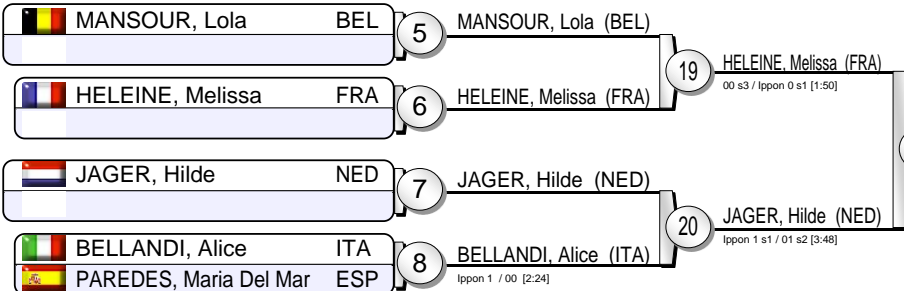 MANSOUR, Lola BEL
5
MANSOUR, Lola (BEL)
HELEINE, Melissa FRA
6
HELEINE, Melissa (FRA)
19
HELEINE, Melissa (FRA)
00 s3 / Ippon 0 s1 [1:50]
JAGER, Hilde NED
7
JAGER, Hilde (NED)
BELLANDI, Alice ITA
PAREDES, Maria Del Mar ESP
8
BELLANDI, Alice (ITA)
Ippon 1 / 00 [2:24]
20
JAGER, Hilde (NED)
Ippon 1 s1 / 01 s2 [3:48]